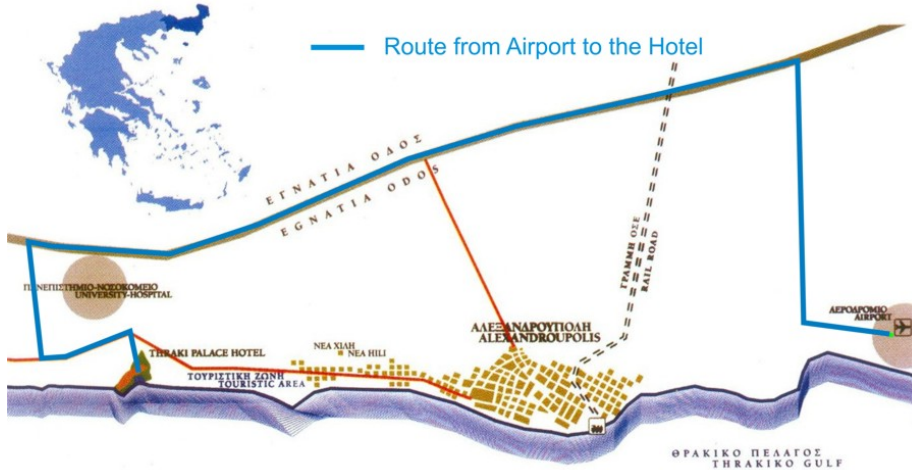 Route from Airport to the Hotel
ΕΓΝΑΤΙΑ ΟΔΟΣ
EGNATIA ODOS
ΓΡΑΜΜΗ ΟΣΕ
RAIL ROAD
ΠΑΝΕΠΙΣΤΗΜΙΟ-ΝΟΣΟΚΟΜΕΙΟ
UNIVERSITY-HOSPITAL
ΑΕΡΟΔΡΟΜΙΟ
AIRPORT
ΑΛΕΞΑΝΔΡΟΥΠΟΛΗ
ALEXANDROUPOLIS
ΝΕΑ ΧΙΛΗ
NEA HILI
THRAKI PALACE HOTEL
ΤΟΥΡΙΣΤΙΚΗ ΖΩΝΗ
TOURISTIC AREA
ΘΡΑΚΙΚΟ ΠΕΛΑΓΟΣ
THRAKIKO GULF